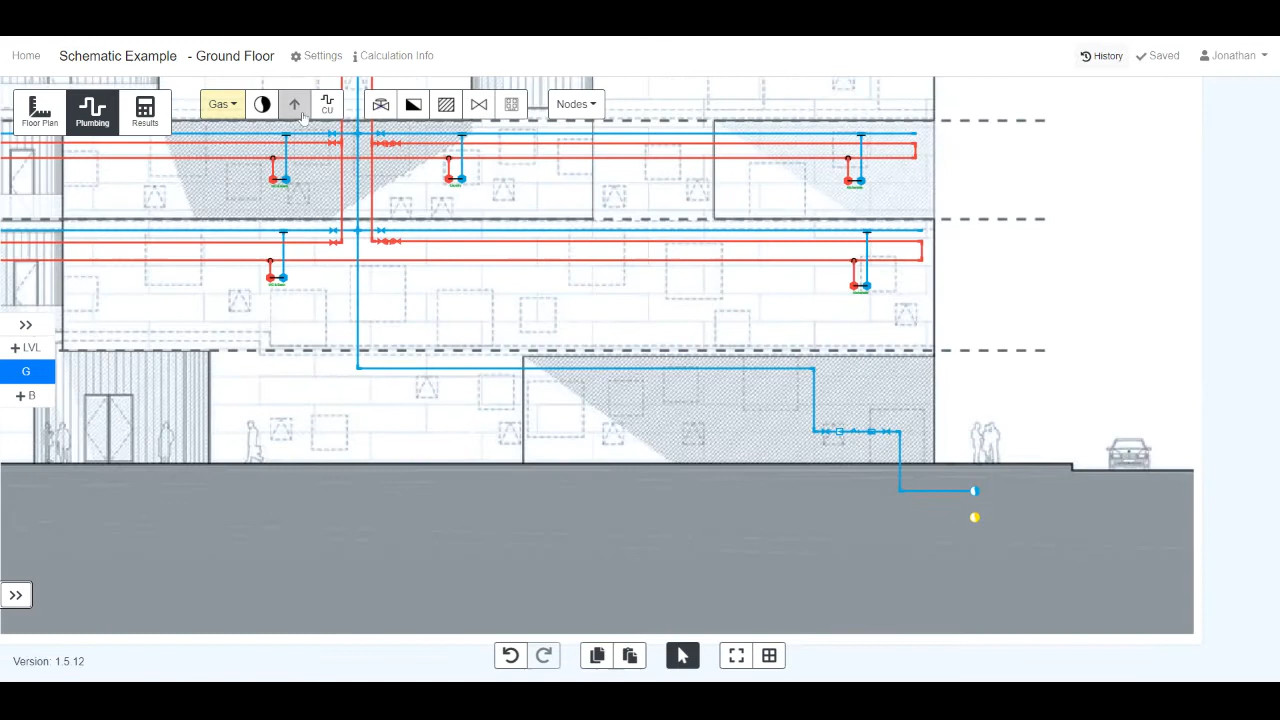 Home
Schematic Example - Ground Floor
Settings
Calculation Info
History
Saved
Jonathan
Floor Plan
Plumbing
Results
Gas
CU
Nodes
+ LVL
G
+ B
Version: 1.5.12